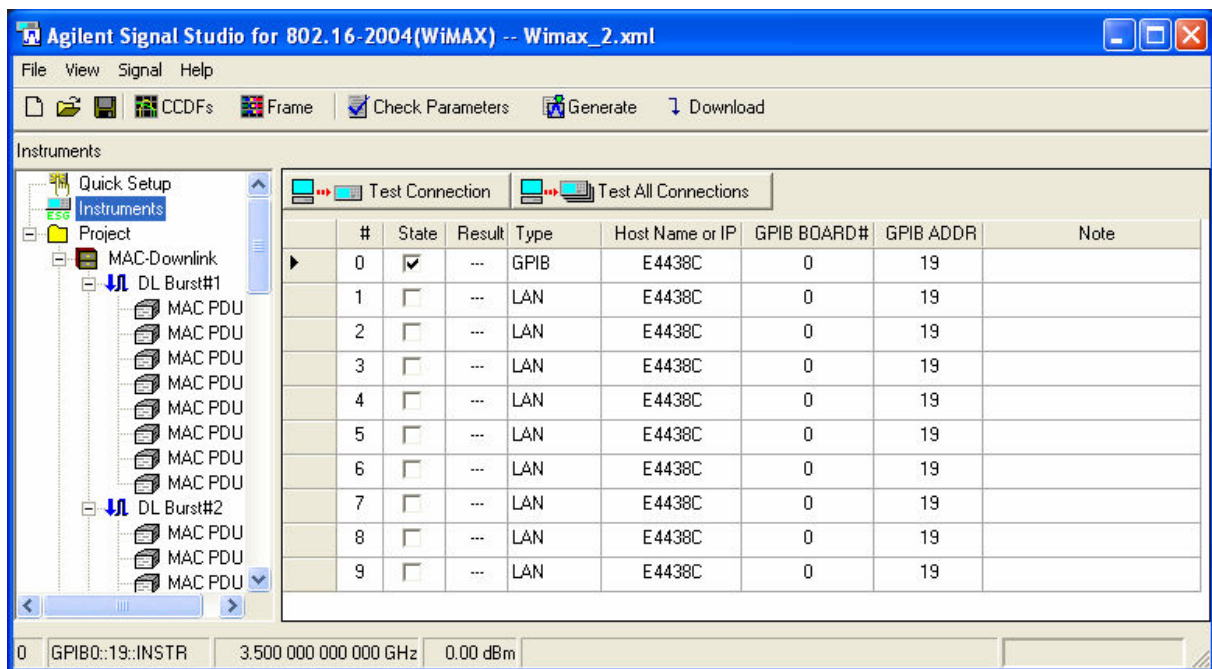 Agilent Signal Studio for 802.16-2004(WiMAX) -- Wimax_2.xml
File View Signal Help
CCDFs Frame Check Parameters Generate Download
Instruments
Quick Setup
ESG Instruments
Project
MAC-Downlink
DL Burst#1
MAC PDU
MAC PDU
MAC PDU
MAC PDU
MAC PDU
MAC PDU
MAC PDU
MAC PDU
DL Burst#2
MAC PDU
MAC PDU
MAC PDU
Test Connection Test All Connections
# State Result Type Host Name or IP GPIB BOARD# GPIB ADDR Note
0 --- GPIB E4438C 0 19
1 --- LAN E4438C 0 19
2 --- LAN E4438C 0 19
3 --- LAN E4438C 0 19
4 --- LAN E4438C 0 19
5 --- LAN E4438C 0 19
6 --- LAN E4438C 0 19
7 --- LAN E4438C 0 19
8 --- LAN E4438C 0 19
9 --- LAN E4438C 0 19
0 GPIB0::19::INSTR 3.500 000 000 000 GHz 0.00 dBm